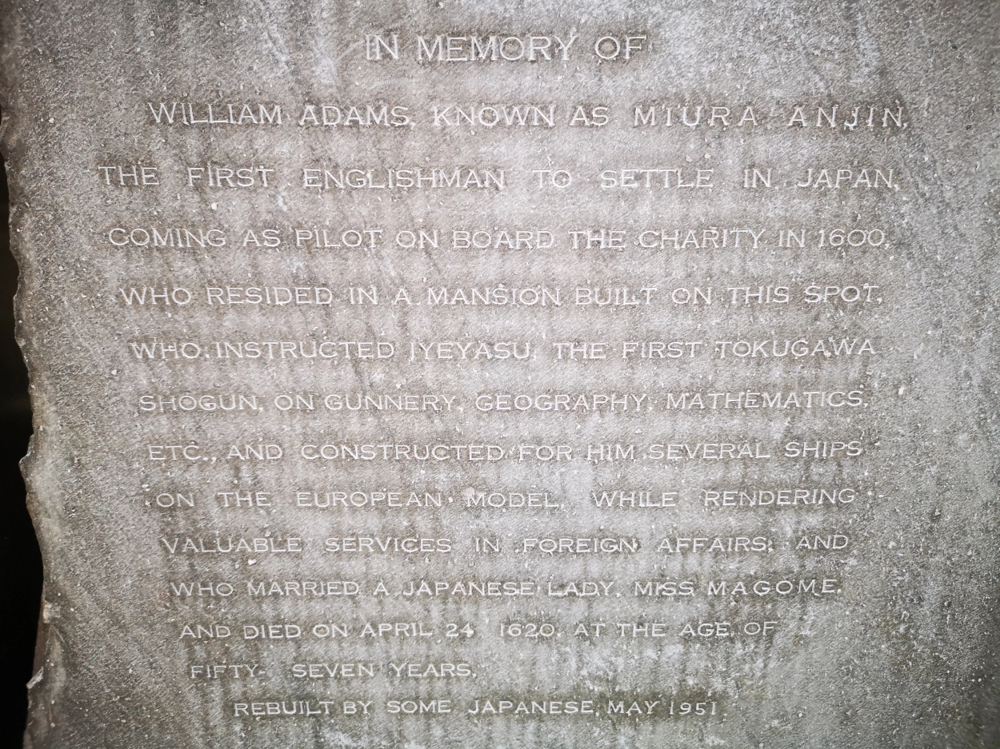 IN MEMORY OF
WILLIAM ADAMS, KNOWN AS MIURA ANJIN,
THE FIRST ENGLISHMAN TO SETTLE IN JAPAN,
COMING AS PILOT ON BOARD THE CHARITY IN 1600,
WHO RESIDED IN A MANSION BUILT ON THIS SPOT,
WHO INSTRUCTED IYEYASU, THE FIRST TOKUGAWA
SHŌGUN, ON GUNNERY, GEOGRAPHY, MATHEMATICS,
ETC., AND CONSTRUCTED FOR HIM SEVERAL SHIPS
ON THE EUROPEAN MODEL, WHILE RENDERING
VALUABLE SERVICES IN FOREIGN AFFAIRS, AND
WHO MARRIED A JAPANESE LADY, MISS MAGOME,
AND DIED ON APRIL 24, 1620, AT THE AGE OF
FIFTY- SEVEN YEARS.
REBUILT BY SOME JAPANESE, MAY 1951